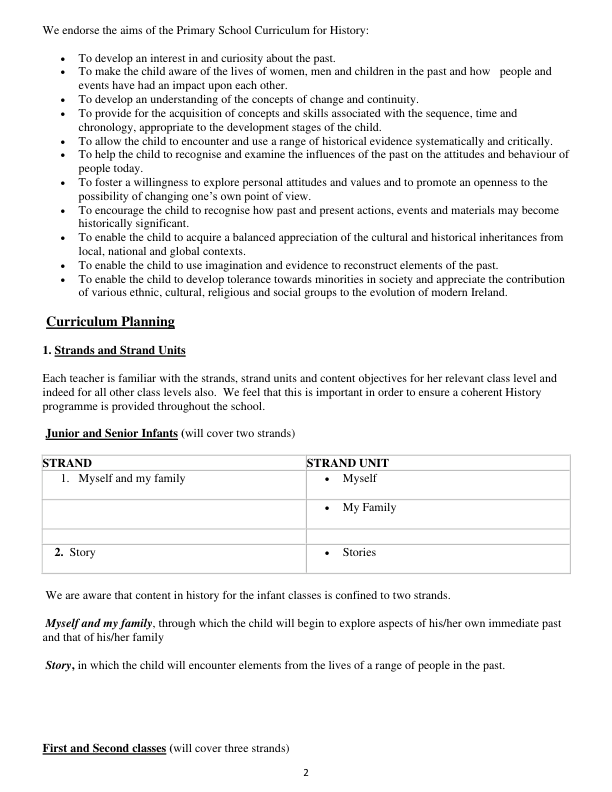 We endorse the aims of the Primary School Curriculum for History:
• To develop an interest in and curiosity about the past.
• To make the child aware of the lives of women, men and children in the past and how people and
events have had an impact upon each other.
• To develop an understanding of the concepts of change and continuity.
• To provide for the acquisition of concepts and skills associated with the sequence, time and
chronology, appropriate to the development stages of the child.
• To allow the child to encounter and use a range of historical evidence systematically and critically.
• To help the child to recognise and examine the influences of the past on the attitudes and behaviour of
people today.
• To foster a willingness to explore personal attitudes and values and to promote an openness to the
possibility of changing one’s own point of view.
• To encourage the child to recognise how past and present actions, events and materials may become
historically significant.
• To enable the child to acquire a balanced appreciation of the cultural and historical inheritances from
local, national and global contexts.
• To enable the child to use imagination and evidence to reconstruct elements of the past.
• To enable the child to develop tolerance towards minorities in society and appreciate the contribution
of various ethnic, cultural, religious and social groups to the evolution of modern Ireland.
Curriculum Planning
1. Strands and Strand Units
Each teacher is familiar with the strands, strand units and content objectives for her relevant class level and
indeed for all other class levels also. We feel that this is important in order to ensure a coherent History
programme is provided throughout the school.
Junior and Senior Infants (will cover two strands)
STRAND STRAND UNIT
1. Myself and my family • Myself
• My Family
2. Story • Stories
We are aware that content in history for the infant classes is confined to two strands.
Myself and my family, through which the child will begin to explore aspects of his/her own immediate past
and that of his/her family
Story, in which the child will encounter elements from the lives of a range of people in the past.
First and Second classes (will cover three strands)
2